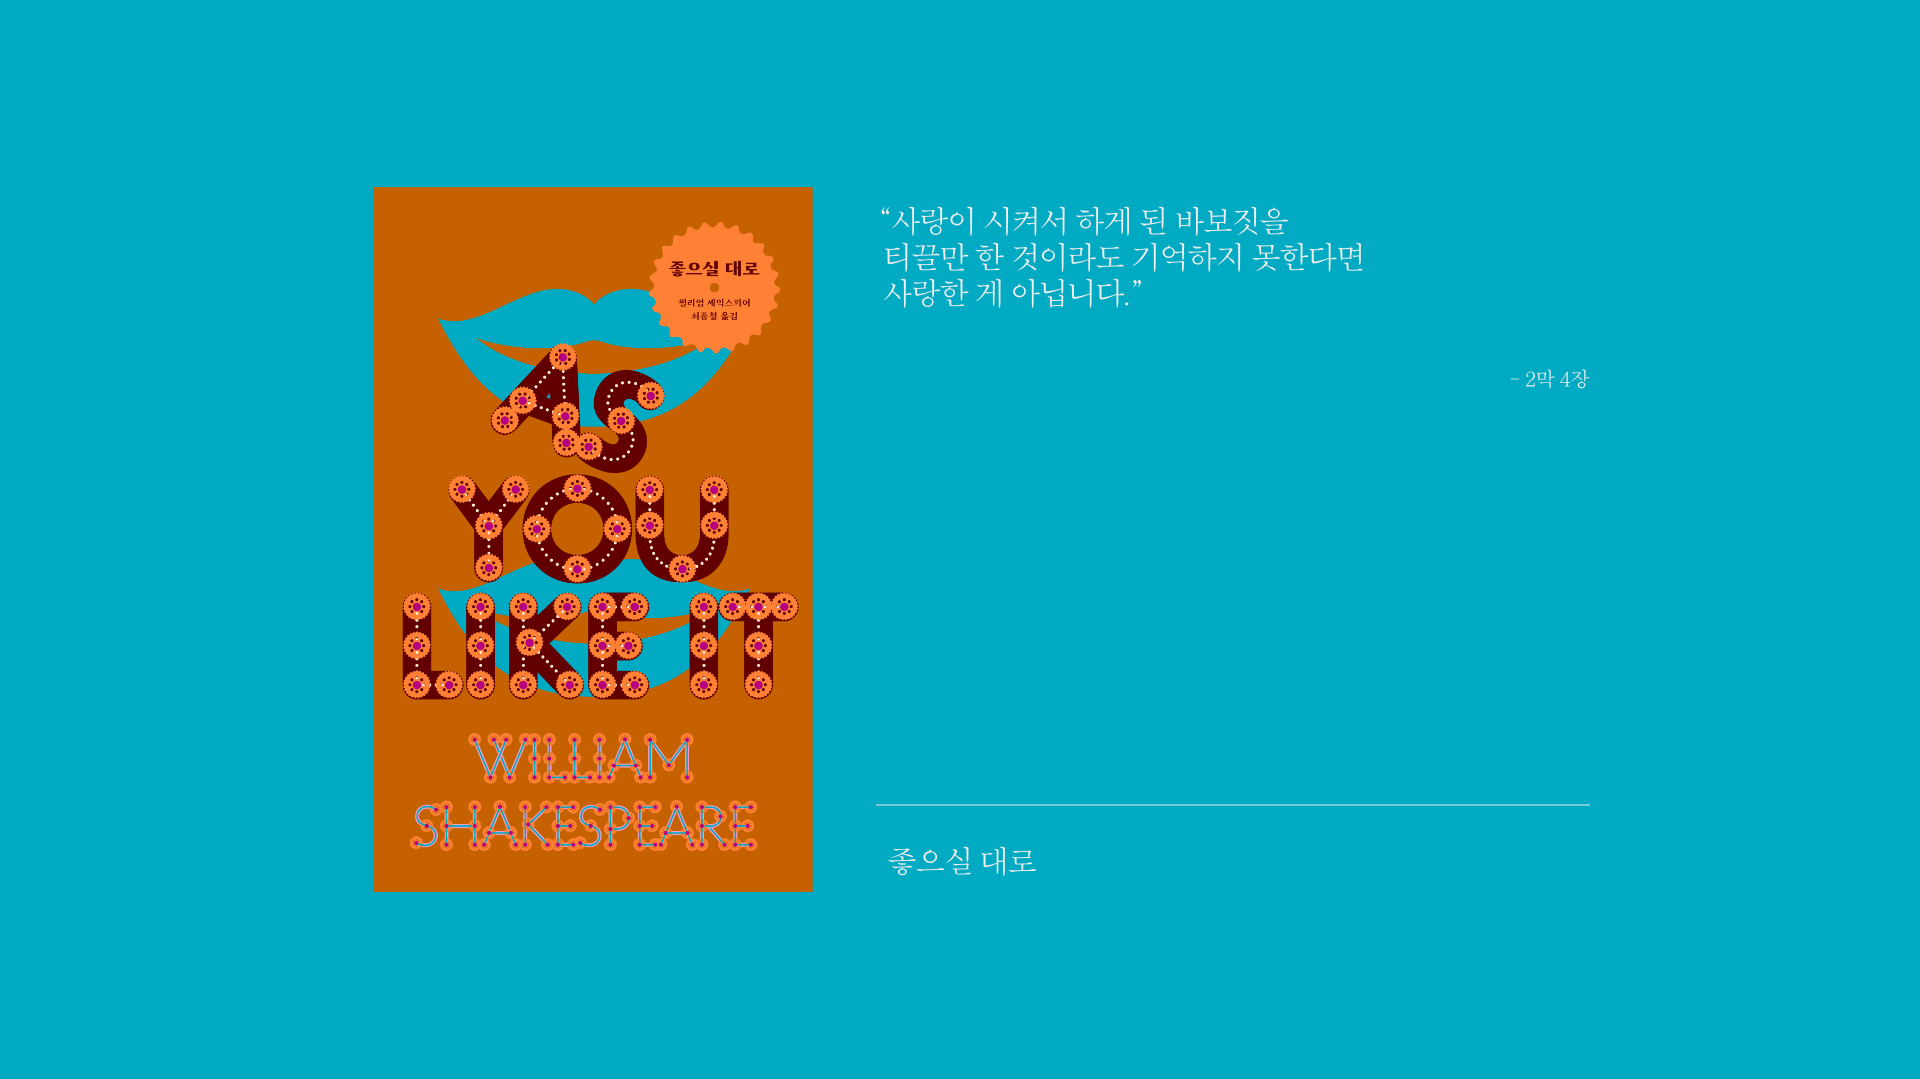 좋으실 대로
윌리엄 셰익스피어
최종철 옮김
AS
YOU
LIKE IT
WILLIAM
SHAKESPEARE
“사랑이 시켜서 하게 된 바보짓을
티끌만 한 것이라도 기억하지 못한다면
사랑한 게 아닙니다.”
– 2막 4장
좋으실 대로